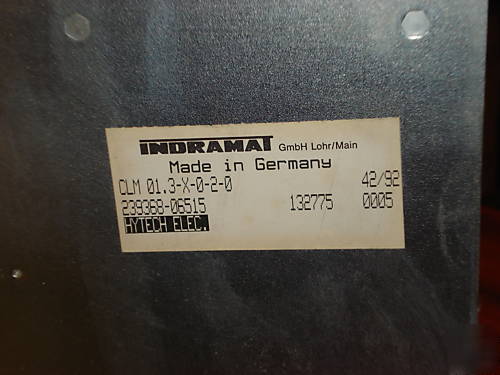 INDRAMAT GmbH Lohr/Main
Made in Germany
CLM 01.3-X-0-2-0 42/92
239368-06515 132775 0005
HYTECH ELEC.